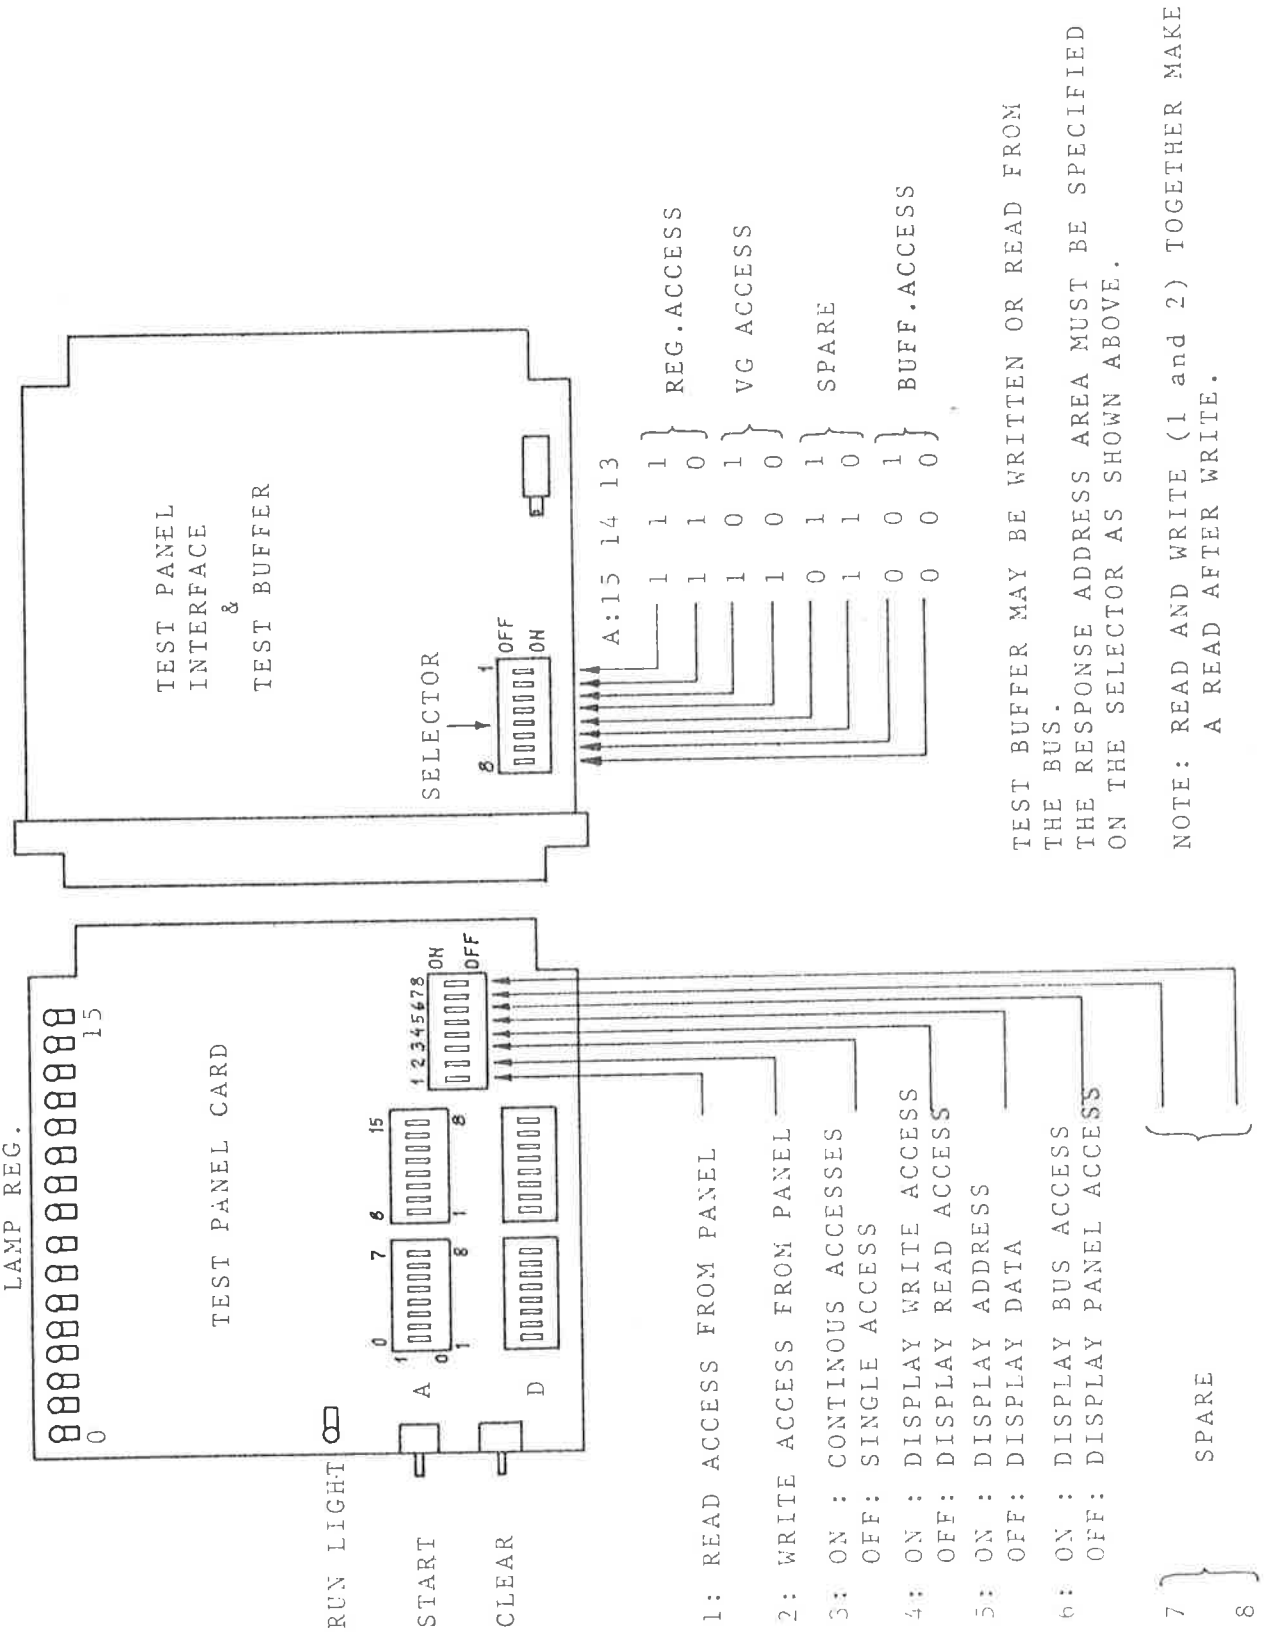 LAMP REG.
0
15
TEST PANEL CARD
RUN LIGHT
START
CLEAR
A
D
0 7
8 15
1
0
1 8
1 8
1 2 3 4 5 6 7 8
ON
OFF
1: READ ACCESS FROM PANEL
2: WRITE ACCESS FROM PANEL
3: ON : CONTINOUS ACCESSES
OFF: SINGLE ACCESS
4: ON : DISPLAY WRITE ACCESS
OFF: DISPLAY READ ACCESS
5: ON : DISPLAY ADDRESS
OFF: DISPLAY DATA
6: ON : DISPLAY BUS ACCESS
OFF: DISPLAY PANEL ACCESS
7
SPARE
8
TEST PANEL
INTERFACE
&
TEST BUFFER
SELECTOR
8 1
OFF
ON
A:15 14 13
1 1 1
REG.ACCESS
1 1 0
1 0 1
VG ACCESS
1 0 0
0 1 1
SPARE
1 1 0
0 0 1
BUFF.ACCESS
0 0 0
TEST BUFFER MAY BE WRITTEN OR READ FROM
THE BUS.
THE RESPONSE ADDRESS AREA MUST BE SPECIFIED
ON THE SELECTOR AS SHOWN ABOVE.
NOTE: READ AND WRITE (1 and 2) TOGETHER MAKE
A READ AFTER WRITE.